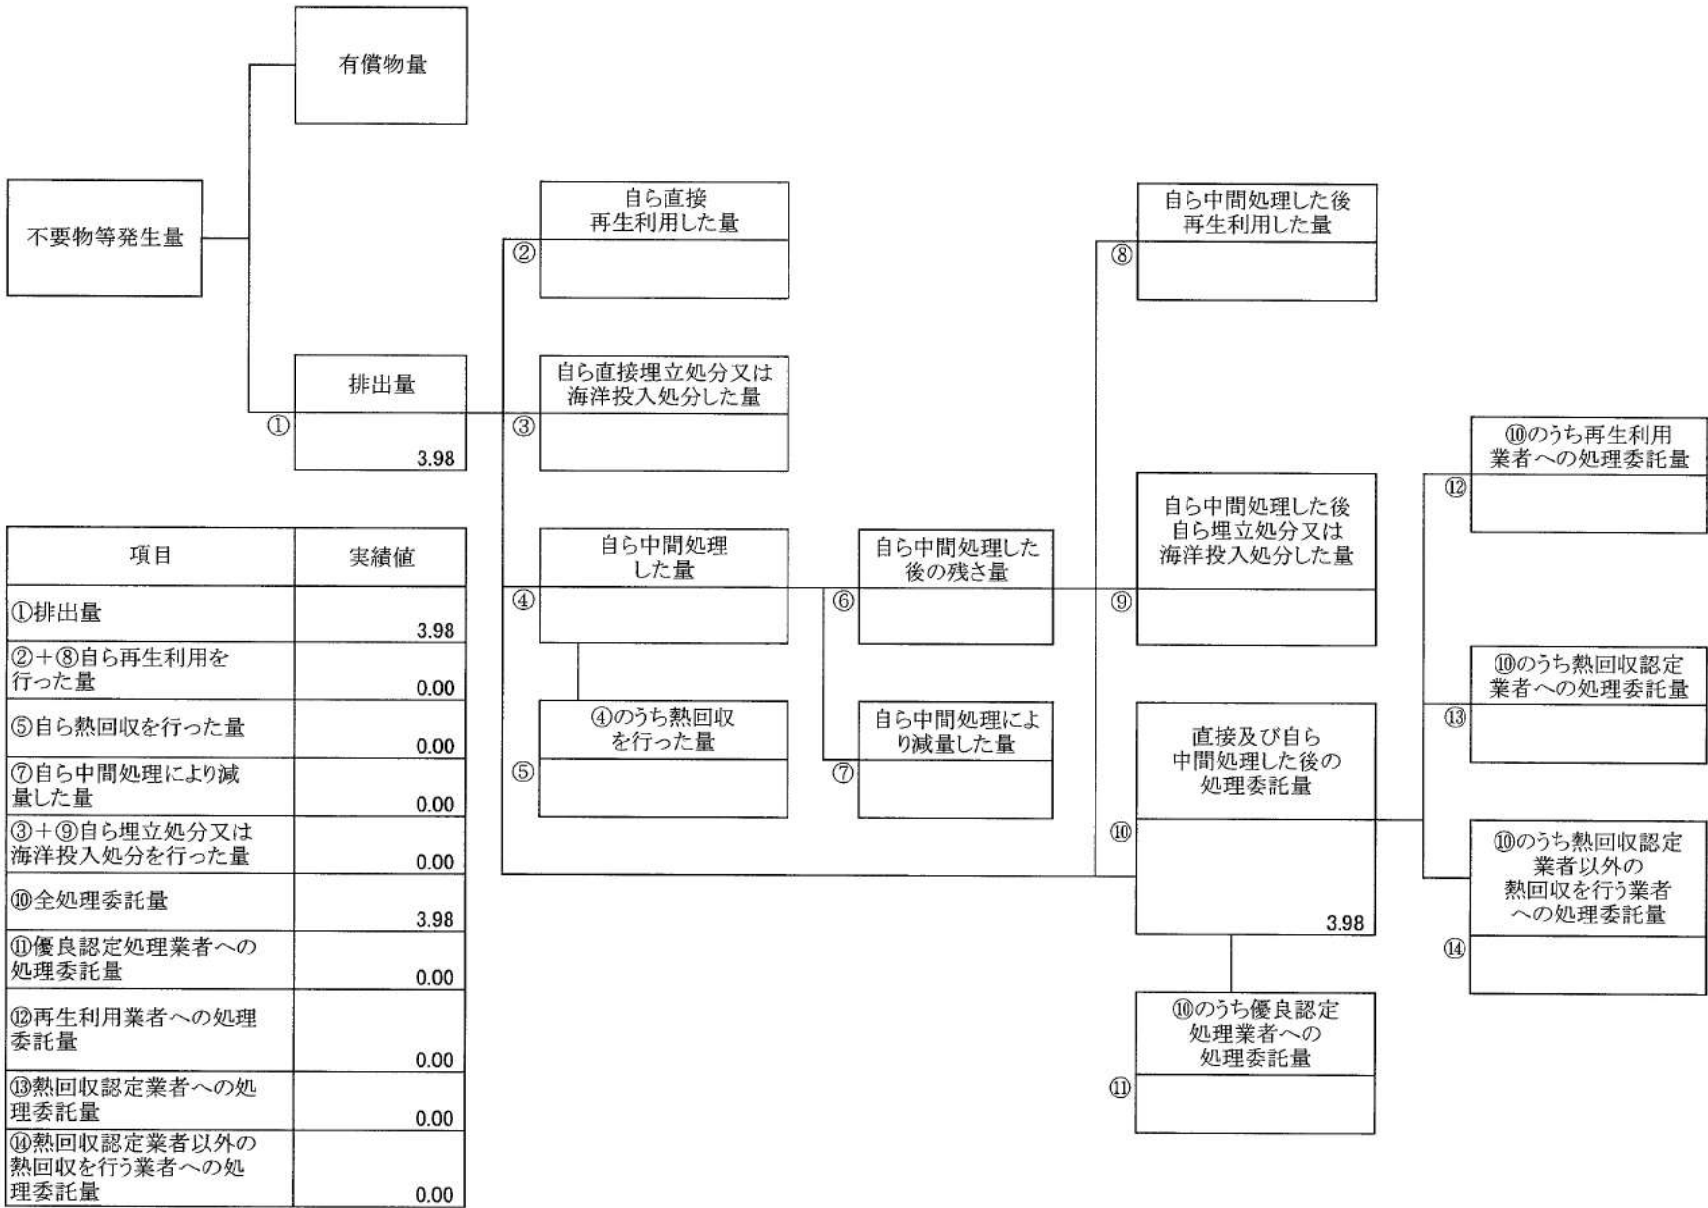 有償物量
不要物等発生量
自ら直接
再生利用した量
②
自ら中間処理した後
再生利用した量
⑧
排出量
①
3.98
自ら直接埋立処分又は
海洋投入処分した量
③
⑩のうち再生利用
業者への処理委託量
⑫
自ら中間処理した後
自ら埋立処分又は
海洋投入処分した量
⑨
自ら中間処理
した量
④
自ら中間処理した
後の残さ量
⑥
⑩のうち熱回収認定
業者への処理委託量
⑬
④のうち熱回収
を行った量
⑤
自ら中間処理によ
り減量した量
⑦
直接及び自ら
中間処理した後の
処理委託量
⑩
3.98
⑩のうち熱回収認定
業者以外の
熱回収を行う業者
への処理委託量
⑭
⑩のうち優良認定
処理業者への
処理委託量
⑪
項目 実績値
①排出量
3.98
②+⑧自ら再生利用を
行った量
0.00
⑤自ら熱回収を行った量
0.00
⑦自ら中間処理により減
量した量
0.00
③+⑨自ら埋立処分又は
海洋投入処分を行った量
0.00
⑩全処理委託量
3.98
⑪優良認定処理業者への
処理委託量
0.00
⑫再生利用業者への処理
委託量
0.00
⑬熱回収認定業者への処
理委託量
0.00
⑭熱回収認定業者以外の
熱回収を行う業者への処
理委託量
0.00